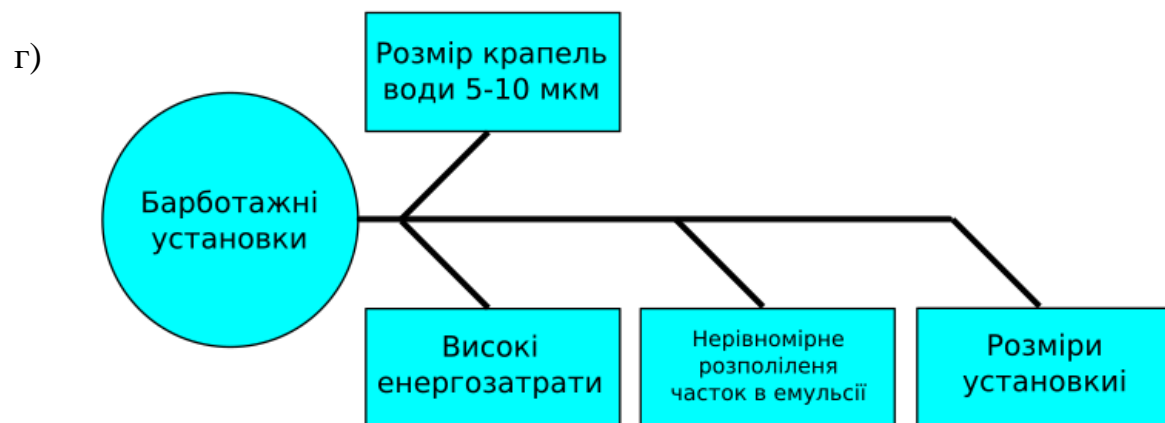 г)
Розмір крапель
води 5-10 мкм
Барботажні
установки
Високі
енергозатрати
Нерівномірне
розполіленя
часток в емульсії
Розміри
установкиі